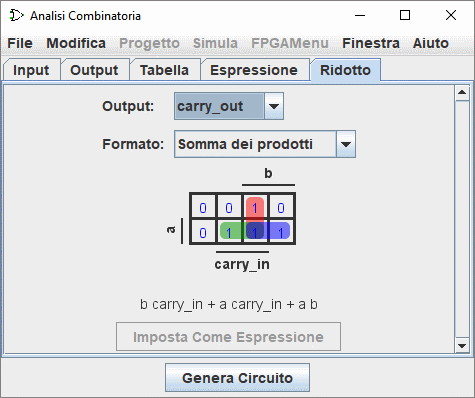 Analisi Combinatoria
File Modifica Progetto Simula FPGAMenu Finestra Aiuto
Input Output Tabella Espressione Ridotto
Output: carry_out
Formato: Somma dei prodotti
b
0 0 1 0
a 0 1 1 1
carry_in
b carry_in + a carry_in + a b
Imposta Come Espressione
Genera Circuito